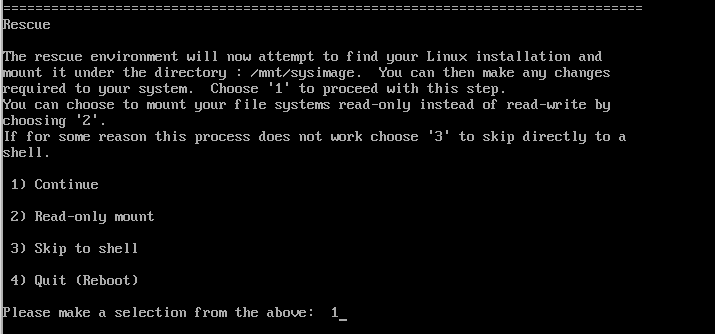 ================================================================================
Rescue
The rescue environment will now attempt to find your Linux installation and
mount it under the directory : /mnt/sysimage.  You can then make any changes
required to your system.  Choose '1' to proceed with this step.
You can choose to mount your file systems read-only instead of read-write by
choosing '2'.
If for some reason this process does not work choose '3' to skip directly to a
shell.
1) Continue
2) Read-only mount
3) Skip to shell
4) Quit (Reboot)
Please make a selection from the above:  1_